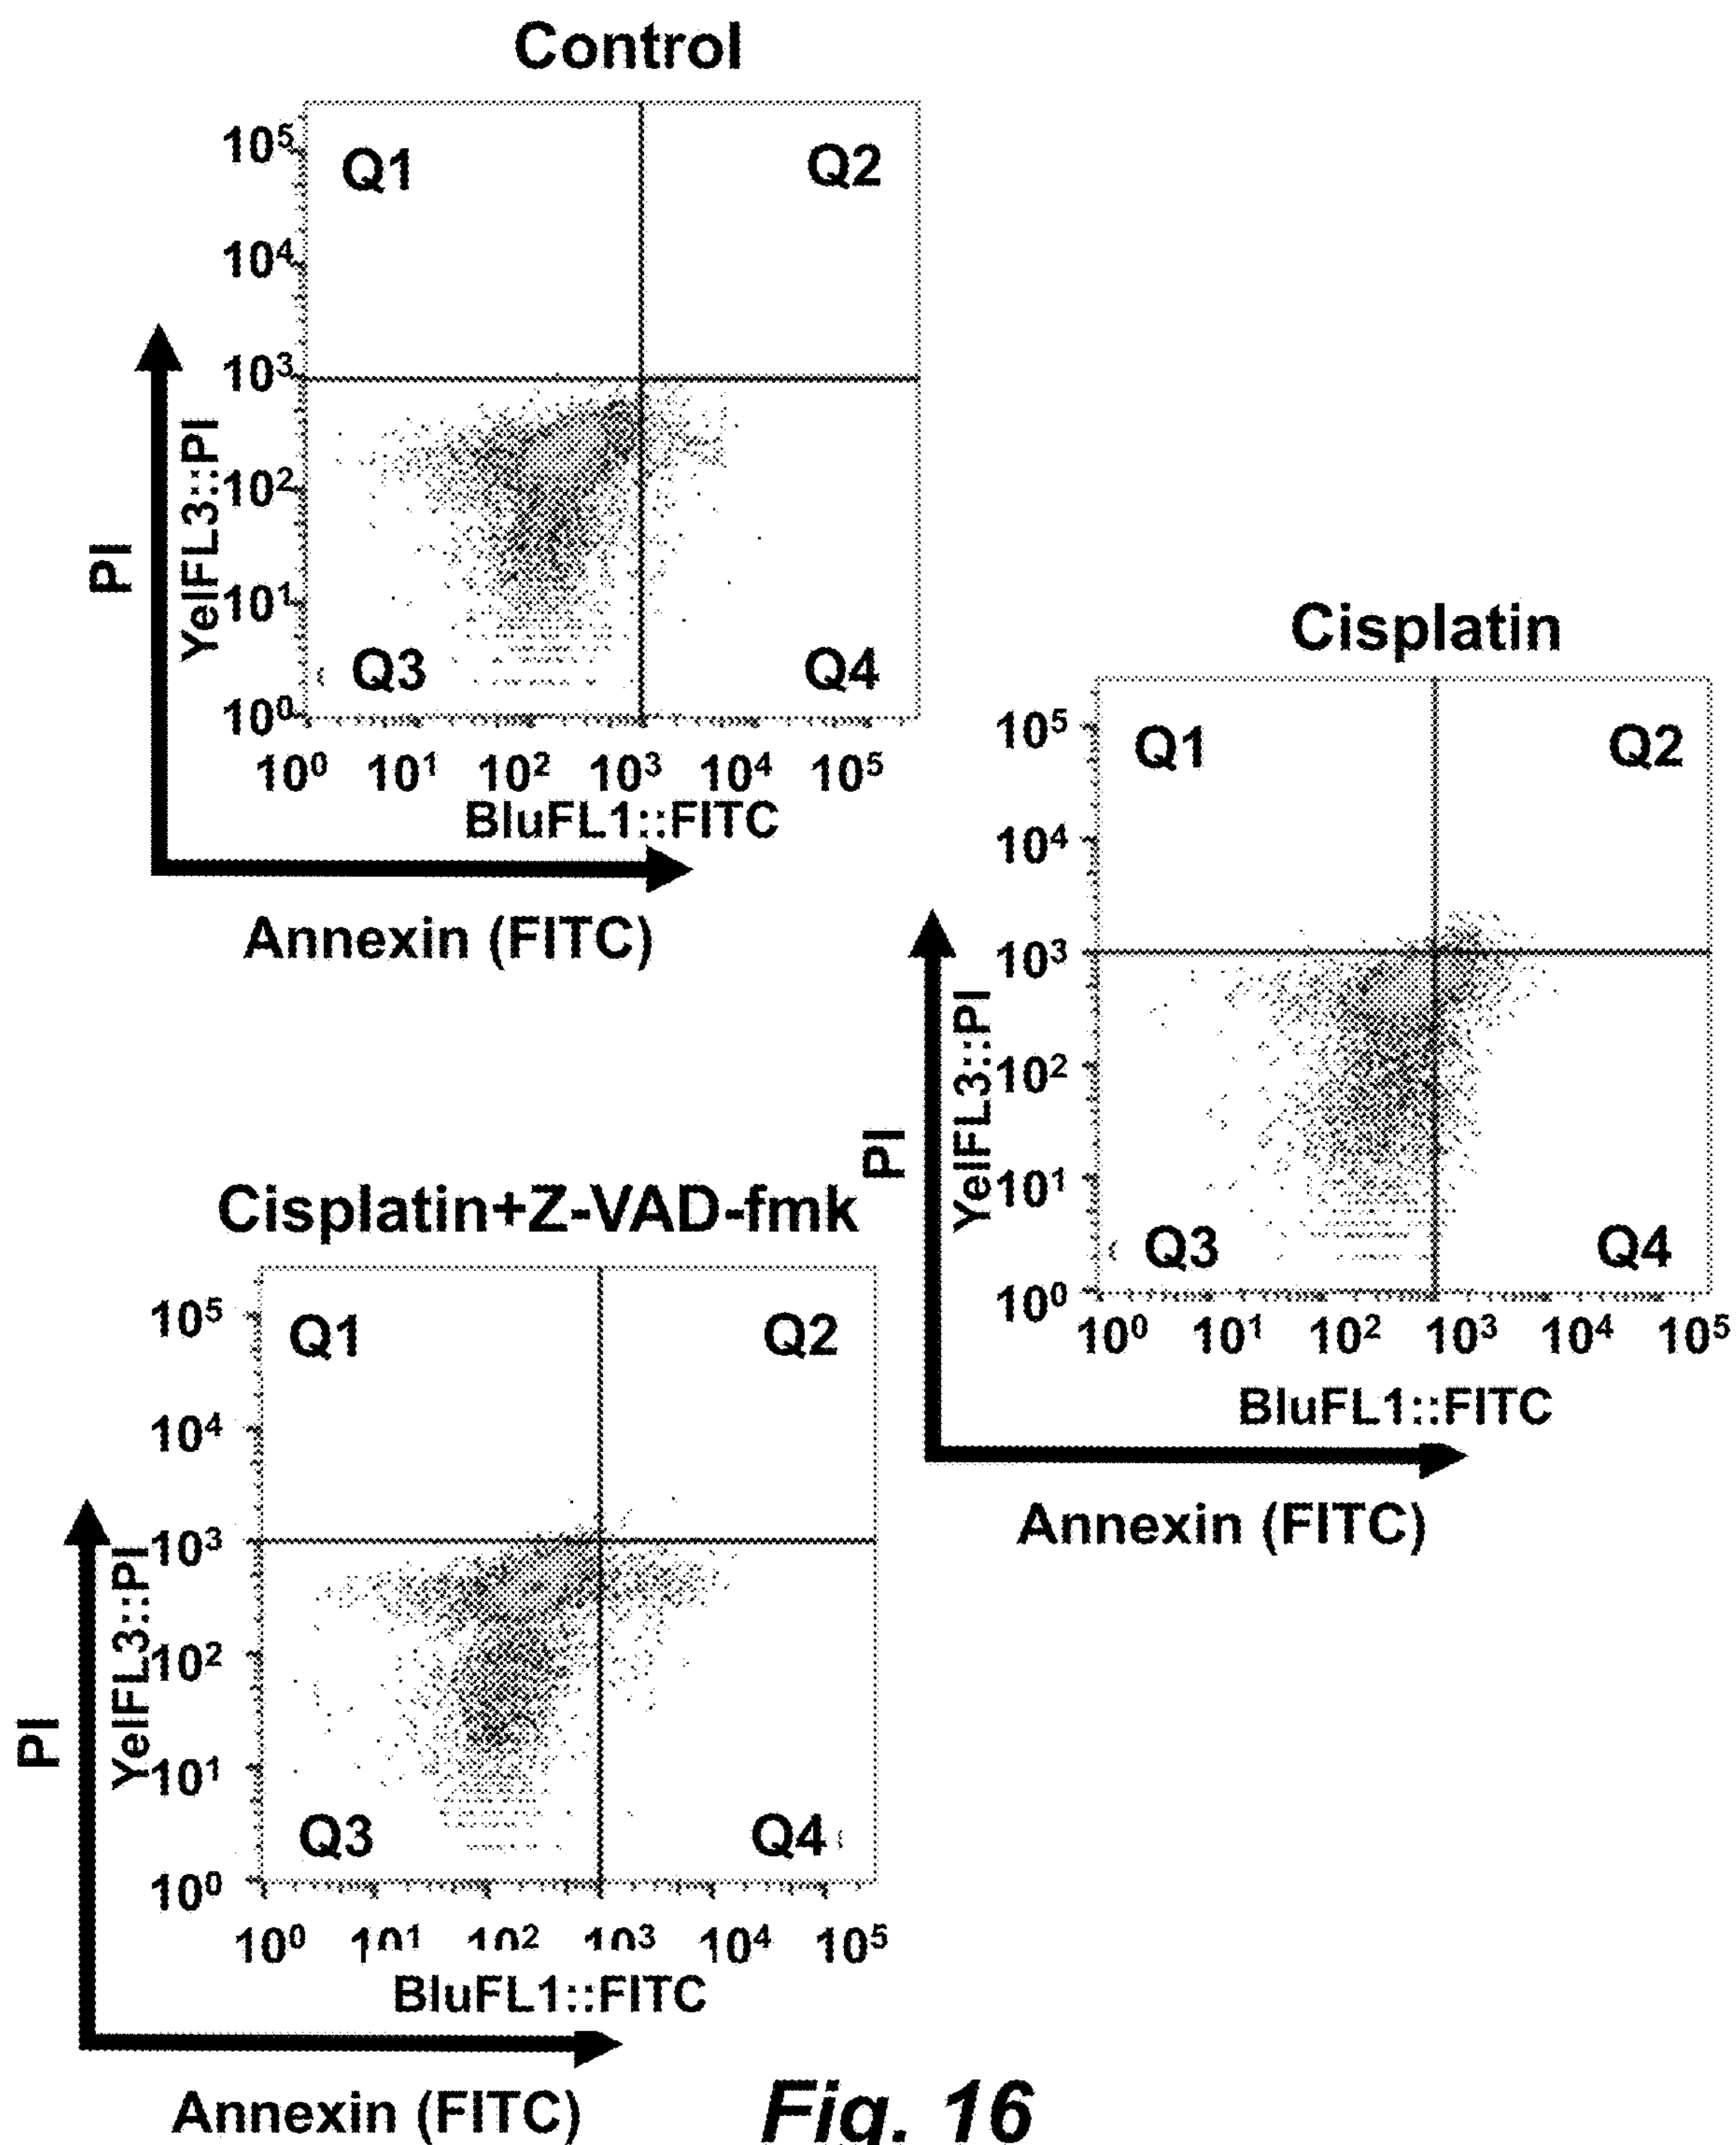 Control
10⁵
Q1
Q2
10⁴
10³
10²
10¹
Q3
Q4
10⁰
PI
YelFL3::PI
10⁰ 10¹ 10² 10³ 10⁴ 10⁵
BluFL1::FITC
Annexin (FITC)
Cisplatin
10⁵
Q1
Q2
10⁴
10³
10²
10¹
Q3
Q4
10⁰
PI
YelFL3::PI
10⁰ 10¹ 10² 10³ 10⁴ 10⁵
BluFL1::FITC
Annexin (FITC)
Cisplatin+Z-VAD-fmk
10⁵
Q1
Q2
10⁴
10³
10²
10¹
Q3
Q4
10⁰
PI
YelFL3::PI
10⁰ 10¹ 10² 10³ 10⁴ 10⁵
BluFL1::FITC
Annexin (FITC)
Fig. 16